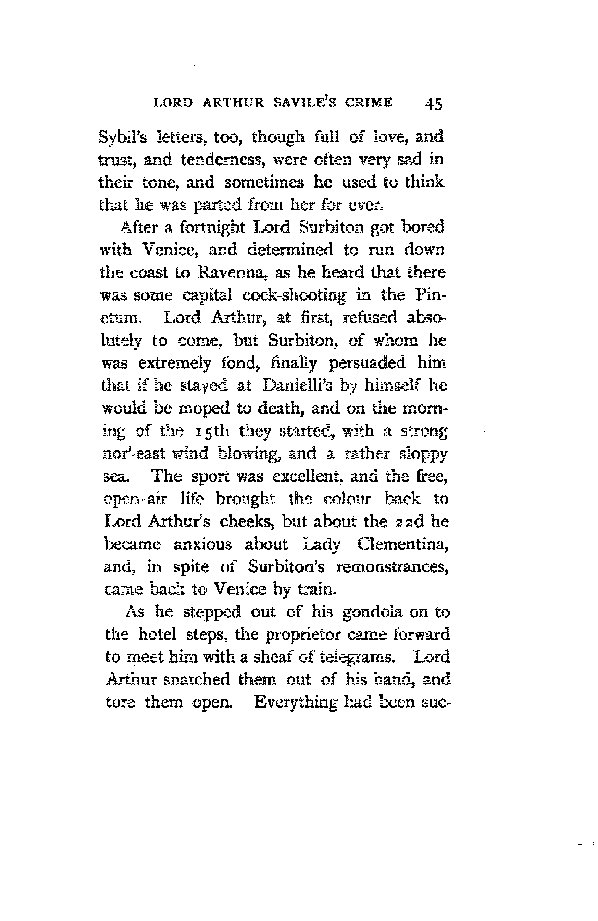 LORD ARTHUR SAVILE'S CRIME 45
Sybil's letters, too, though full of love, and
trust, and tenderness, were often very sad in
their tone, and sometimes he used to think
that he was parted from her for ever.
After a fortnight Lord Surbiton got bored
with Venice, and determined to run down
the coast to Ravenna, as he heard that there
was some capital cock-shooting in the Pin-
etum. Lord Arthur, at first, refused abso-
lutely to come, but Surbiton, of whom he
was extremely fond, finally persuaded him
that if he stayed at Danielli's by himself he
would be moped to death, and on the morn-
ing of the 15th they started, with a strong
nor'-east wind blowing, and a rather sloppy
sea. The sport was excellent, and the free,
open-air life brought the colour back to
Lord Arthur's cheeks, but about the 22d he
became anxious about Lady Clementina,
and, in spite of Surbiton's remonstrances,
came back to Venice by train.
As he stepped out of his gondola on to
the hotel steps, the proprietor came forward
to meet him with a sheaf of telegrams. Lord
Arthur snatched them out of his hand, and
tore them open. Everything had been suc-